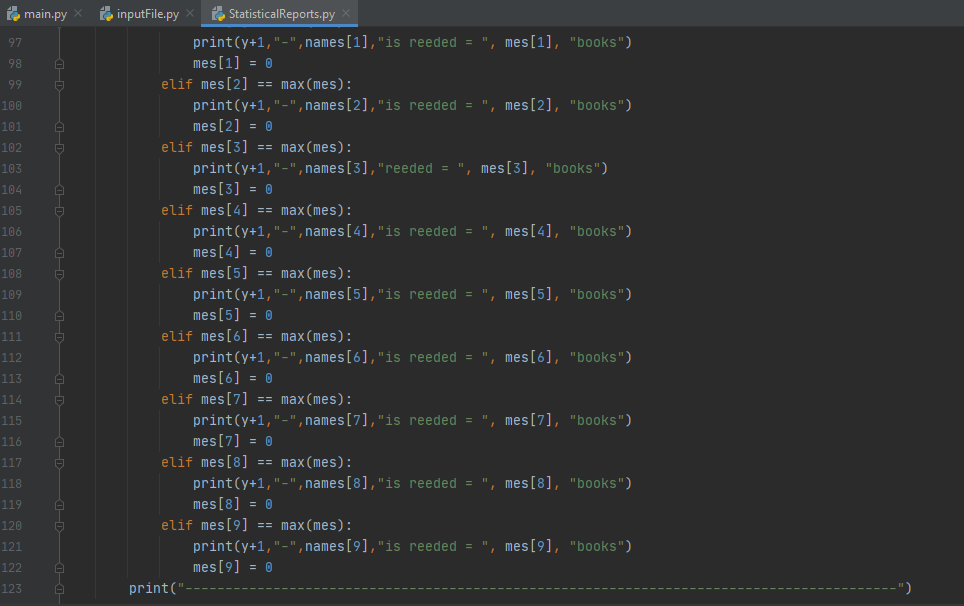 main.py × inputFile.py × StatisticalReports.py ×
97 print(y+1,"-",names[1],"is reeded = ", mes[1], "books")
98 mes[1] = 0
99 elif mes[2] == max(mes):
100 print(y+1,"-",names[2],"is reeded = ", mes[2], "books")
101 mes[2] = 0
102 elif mes[3] == max(mes):
103 print(y+1,"-",names[3],"reeded = ", mes[3], "books")
104 mes[3] = 0
105 elif mes[4] == max(mes):
106 print(y+1,"-",names[4],"is reeded = ", mes[4], "books")
107 mes[4] = 0
108 elif mes[5] == max(mes):
109 print(y+1,"-",names[5],"is reeded = ", mes[5], "books")
110 mes[5] = 0
111 elif mes[6] == max(mes):
112 print(y+1,"-",names[6],"is reeded = ", mes[6], "books")
113 mes[6] = 0
114 elif mes[7] == max(mes):
115 print(y+1,"-",names[7],"is reeded = ", mes[7], "books")
116 mes[7] = 0
117 elif mes[8] == max(mes):
118 print(y+1,"-",names[8],"is reeded = ", mes[8], "books")
119 mes[8] = 0
120 elif mes[9] == max(mes):
121 print(y+1,"-",names[9],"is reeded = ", mes[9], "books")
122 mes[9] = 0
123 print("-----------------------------------------------------------------------------------------")